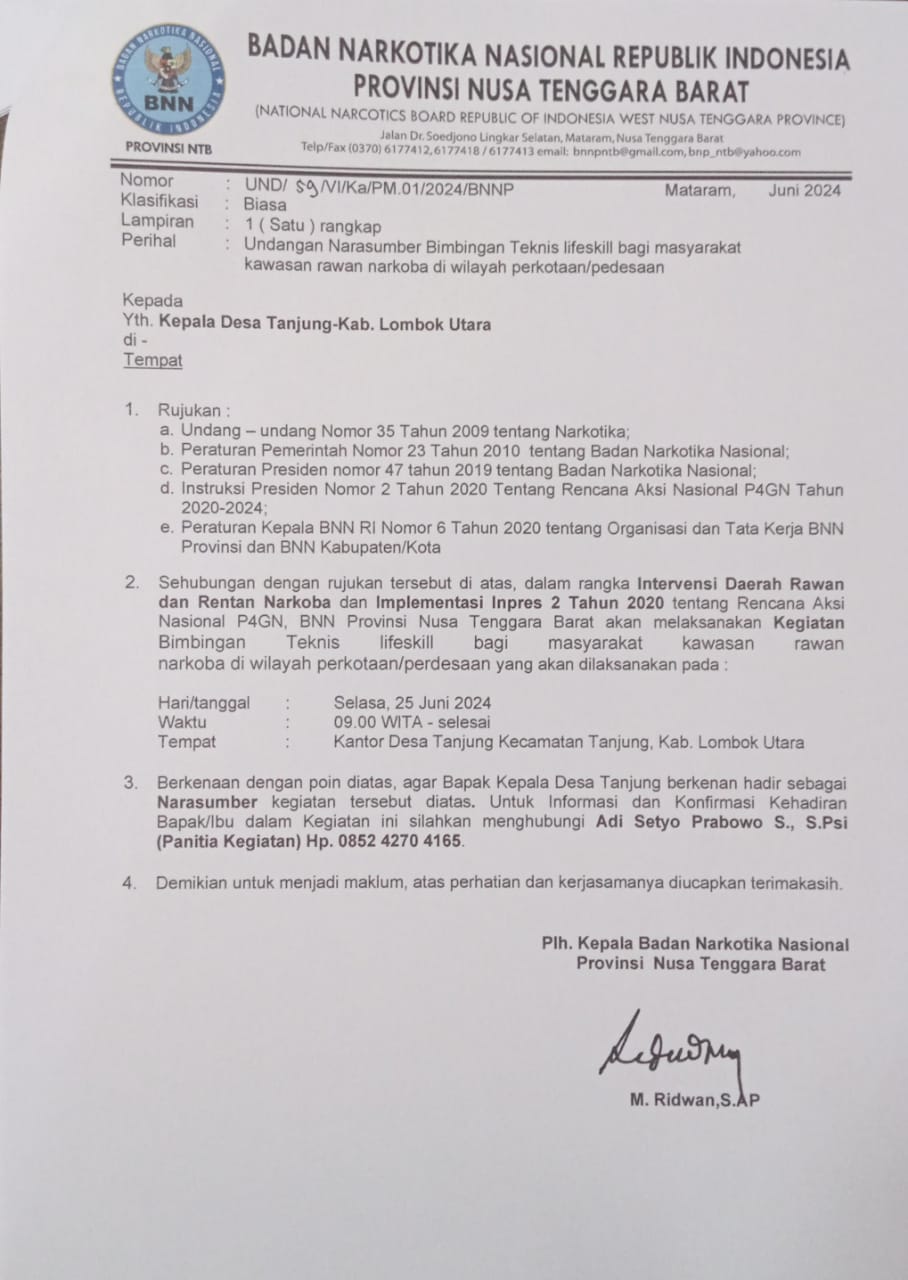 BADAN NARKOTIKA NASIONAL
REPUBLIK INDONESIA
BNN
PROVINSI NTB
BADAN NARKOTIKA NASIONAL REPUBLIK INDONESIA
PROVINSI NUSA TENGGARA BARAT
(NATIONAL NARCOTICS BOARD REPUBLIC OF INDONESIA WEST NUSA TENGGARA PROVINCE)
Jalan Dr. Soedjono Lingkar Selatan, Mataram, Nusa Tenggara Barat
Telp/Fax (0370) 6177412,6177418 / 6177413 email: bnnpntb@gmail.com, bnp_ntb@yahoo.com
Nomor : UND/ 59/VI/Ka/PM.01/2024/BNNP Mataram, Juni 2024
Klasifikasi : Biasa
Lampiran : 1 ( Satu ) rangkap
Perihal : Undangan Narasumber Bimbingan Teknis lifeskill bagi masyarakat
kawasan rawan narkoba di wilayah perkotaan/pedesaan
Kepada
Yth. Kepala Desa Tanjung-Kab. Lombok Utara
di -
Tempat
1. Rujukan :
a. Undang – undang Nomor 35 Tahun 2009 tentang Narkotika;
b. Peraturan Pemerintah Nomor 23 Tahun 2010 tentang Badan Narkotika Nasional;
c. Peraturan Presiden nomor 47 tahun 2019 tentang Badan Narkotika Nasional;
d. Instruksi Presiden Nomor 2 Tahun 2020 Tentang Rencana Aksi Nasional P4GN Tahun
2020-2024;
e. Peraturan Kepala BNN RI Nomor 6 Tahun 2020 tentang Organisasi dan Tata Kerja BNN
Provinsi dan BNN Kabupaten/Kota
2. Sehubungan dengan rujukan tersebut di atas, dalam rangka Intervensi Daerah Rawan
dan Rentan Narkoba dan Implementasi Inpres 2 Tahun 2020 tentang Rencana Aksi
Nasional P4GN, BNN Provinsi Nusa Tenggara Barat akan melaksanakan Kegiatan
Bimbingan Teknis lifeskill bagi masyarakat kawasan rawan
narkoba di wilayah perkotaan/perdesaan yang akan dilaksanakan pada :
Hari/tanggal : Selasa, 25 Juni 2024
Waktu : 09.00 WITA - selesai
Tempat : Kantor Desa Tanjung Kecamatan Tanjung, Kab. Lombok Utara
3. Berkenaan dengan poin diatas, agar Bapak Kepala Desa Tanjung berkenan hadir sebagai
Narasumber kegiatan tersebut diatas. Untuk Informasi dan Konfirmasi Kehadiran
Bapak/Ibu dalam Kegiatan ini silahkan menghubungi Adi Setyo Prabowo S., S.Psi
(Panitia Kegiatan) Hp. 0852 4270 4165.
4. Demikian untuk menjadi maklum, atas perhatian dan kerjasamanya diucapkan terimakasih.
Plh. Kepala Badan Narkotika Nasional
Provinsi Nusa Tenggara Barat
M. Ridwan,S.AP